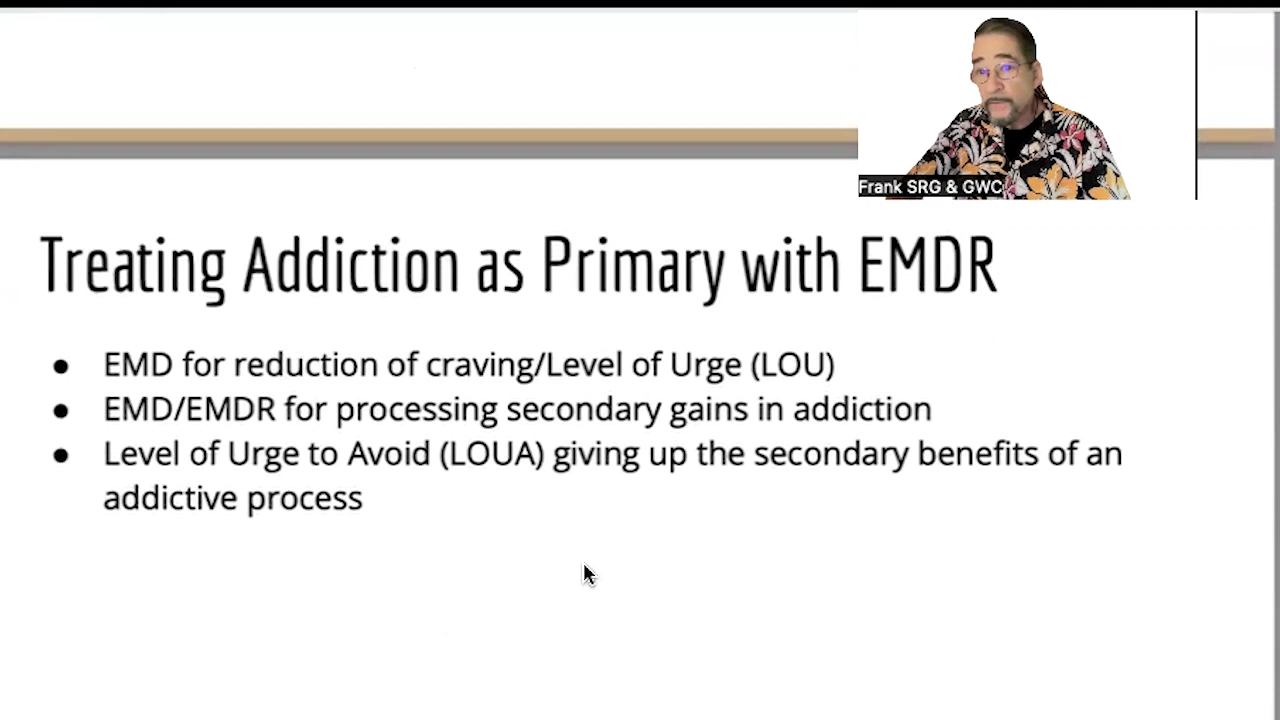 Frank SRG & GWC
Treating Addiction as Primary with EMDR
● EMD for reduction of craving/Level of Urge (LOU)
● EMD/EMDR for processing secondary gains in addiction
● Level of Urge to Avoid (LOUA) giving up the secondary benefits of an
addictive process